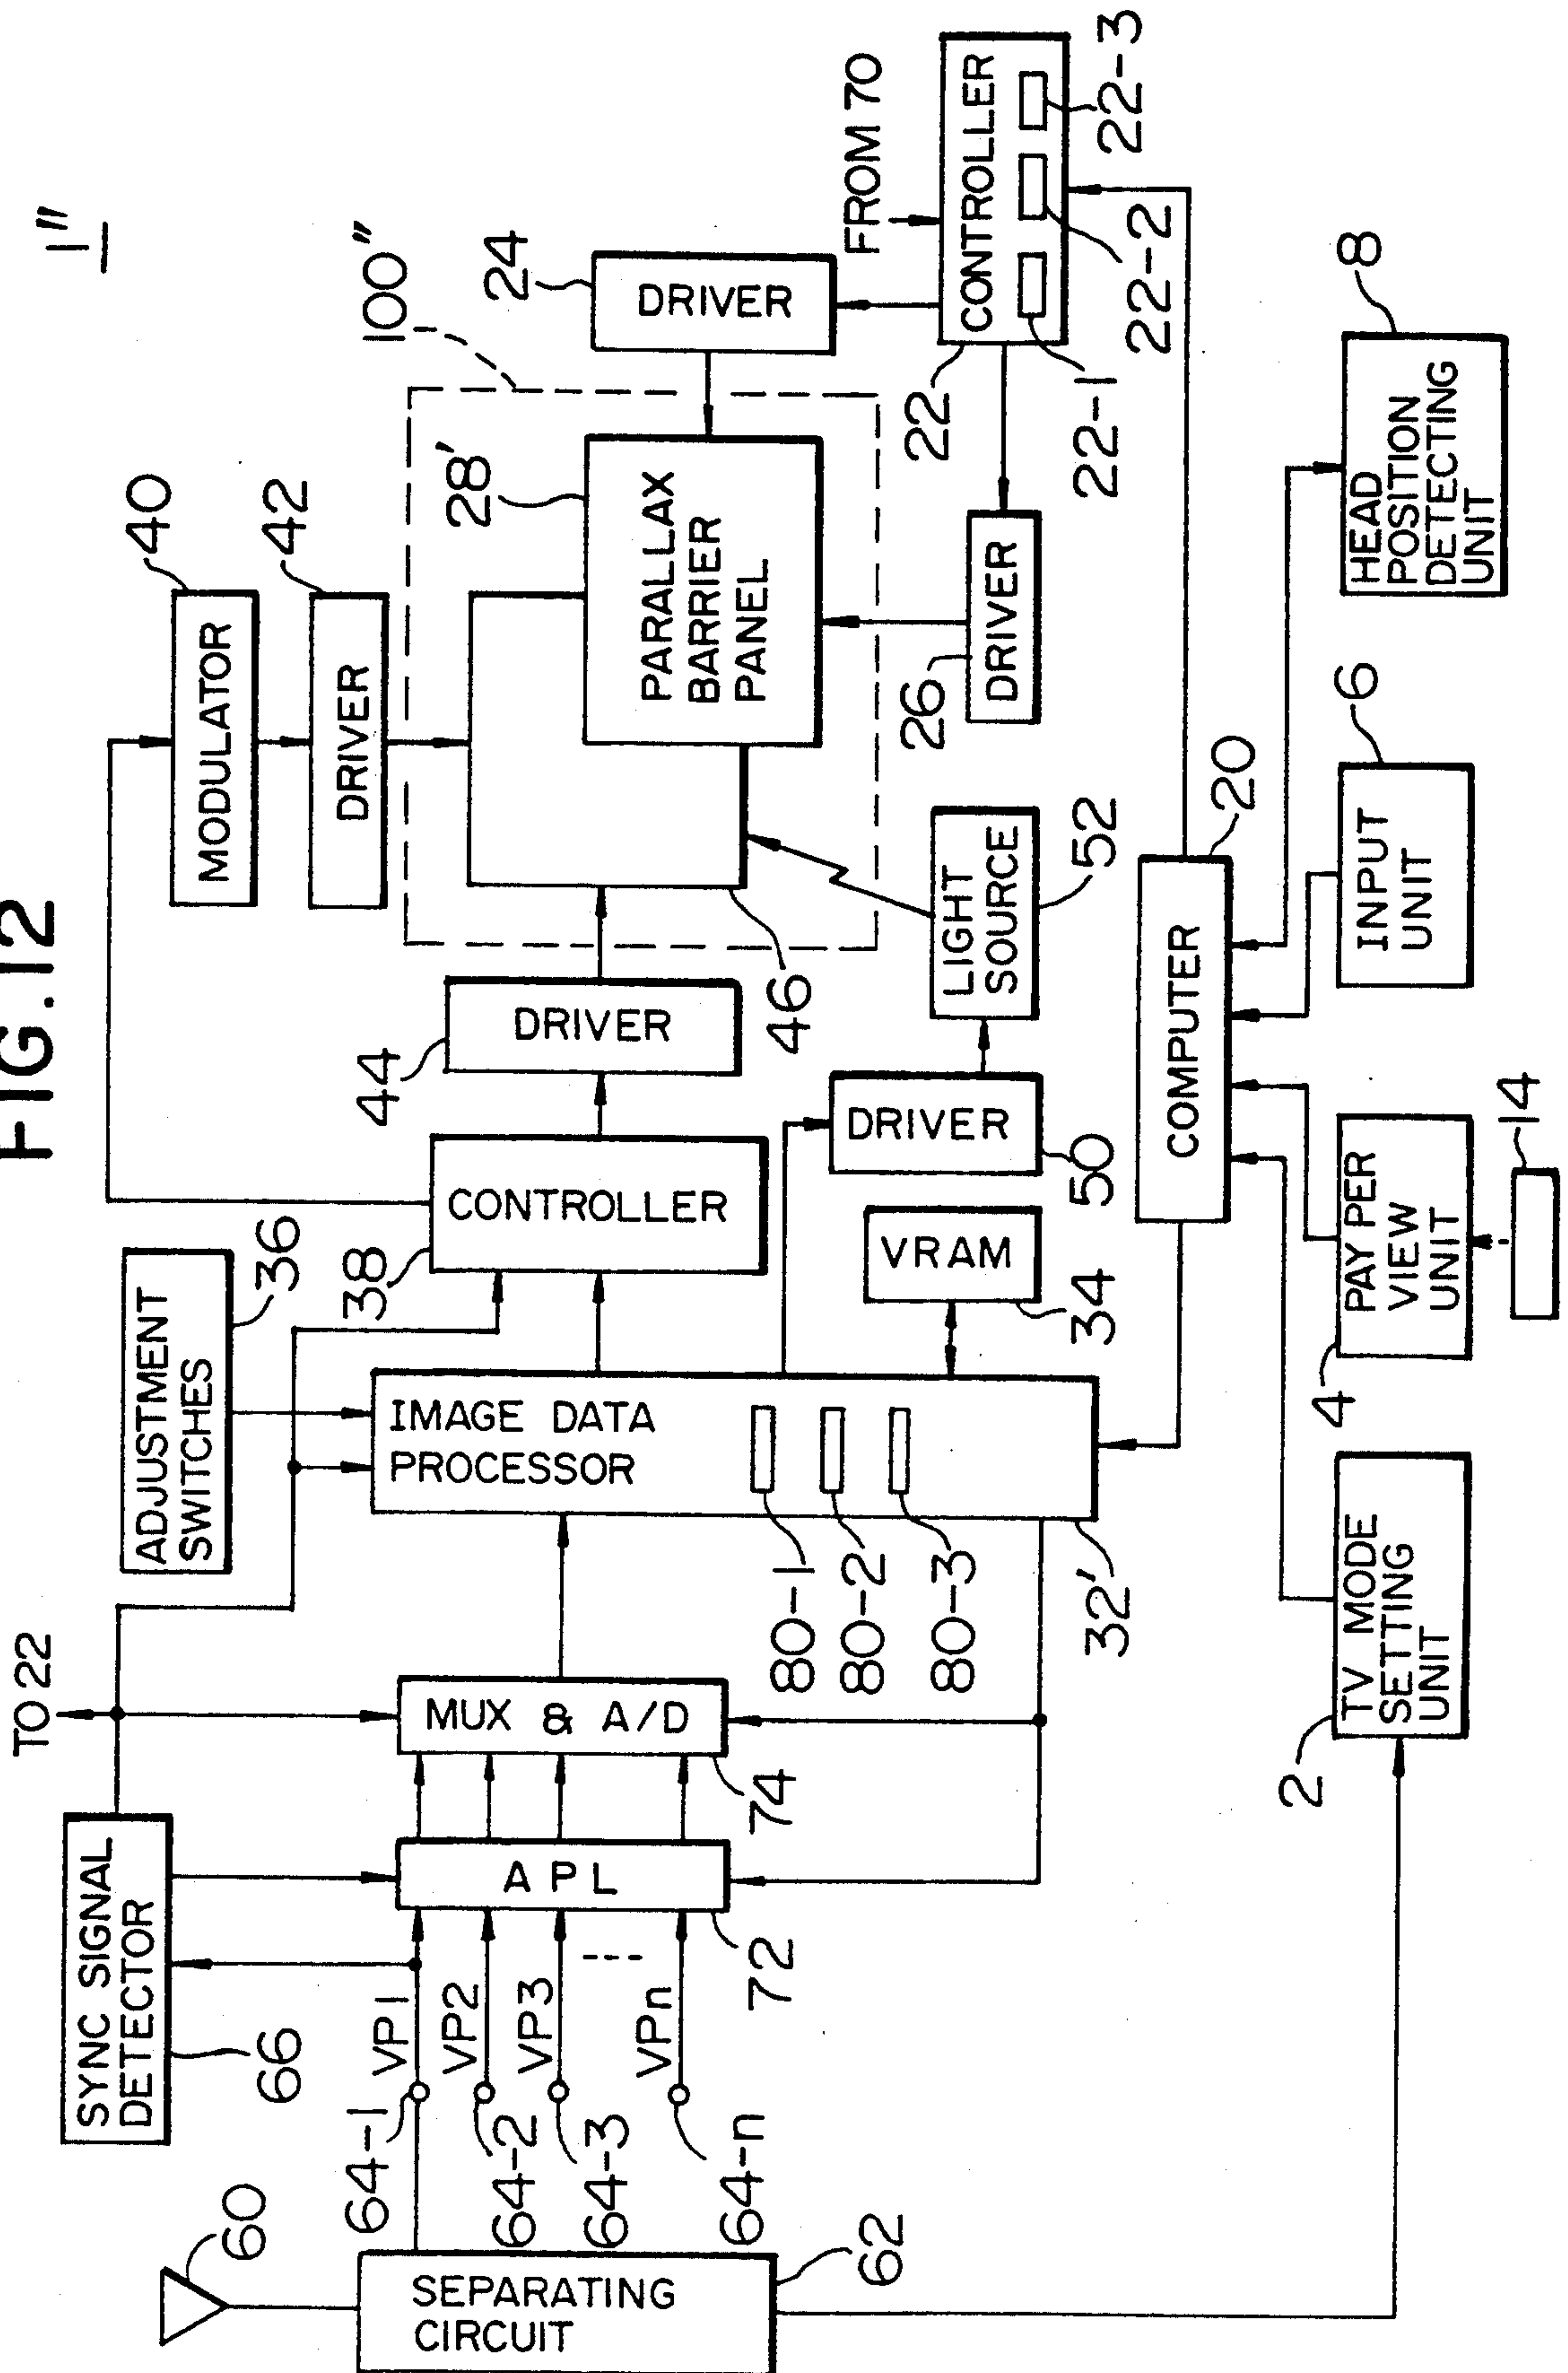 FIG.12
1"
TO 22
SYNC SIGNAL
DETECTOR
66
ADJUSTMENT
SWITCHES
36
MODULATOR
40
DRIVER
42
100"
24
DRIVER
FROM 70
CONTROLLER
22
22-1
22-2
22-3
60
SEPARATING
CIRCUIT
62
64-1
64-2
64-3
64-n
VP1
VP2
VP3
---
VPn
APL
72
MUX & A/D
74
IMAGE DATA
PROCESSOR
80-1
80-2
80-3
32'
CONTROLLER
38
VRAM
34
DRIVER
44
DRIVER
50
46
LIGHT
SOURCE
52
28'
PARALLAX
BARRIER
PANEL
DRIVER
26
COMPUTER
20
TV MODE
SETTING
UNIT
2
PAY PER
VIEW
UNIT
4
14
INPUT
UNIT
6
HEAD
POSITION
DETECTING
UNIT
8